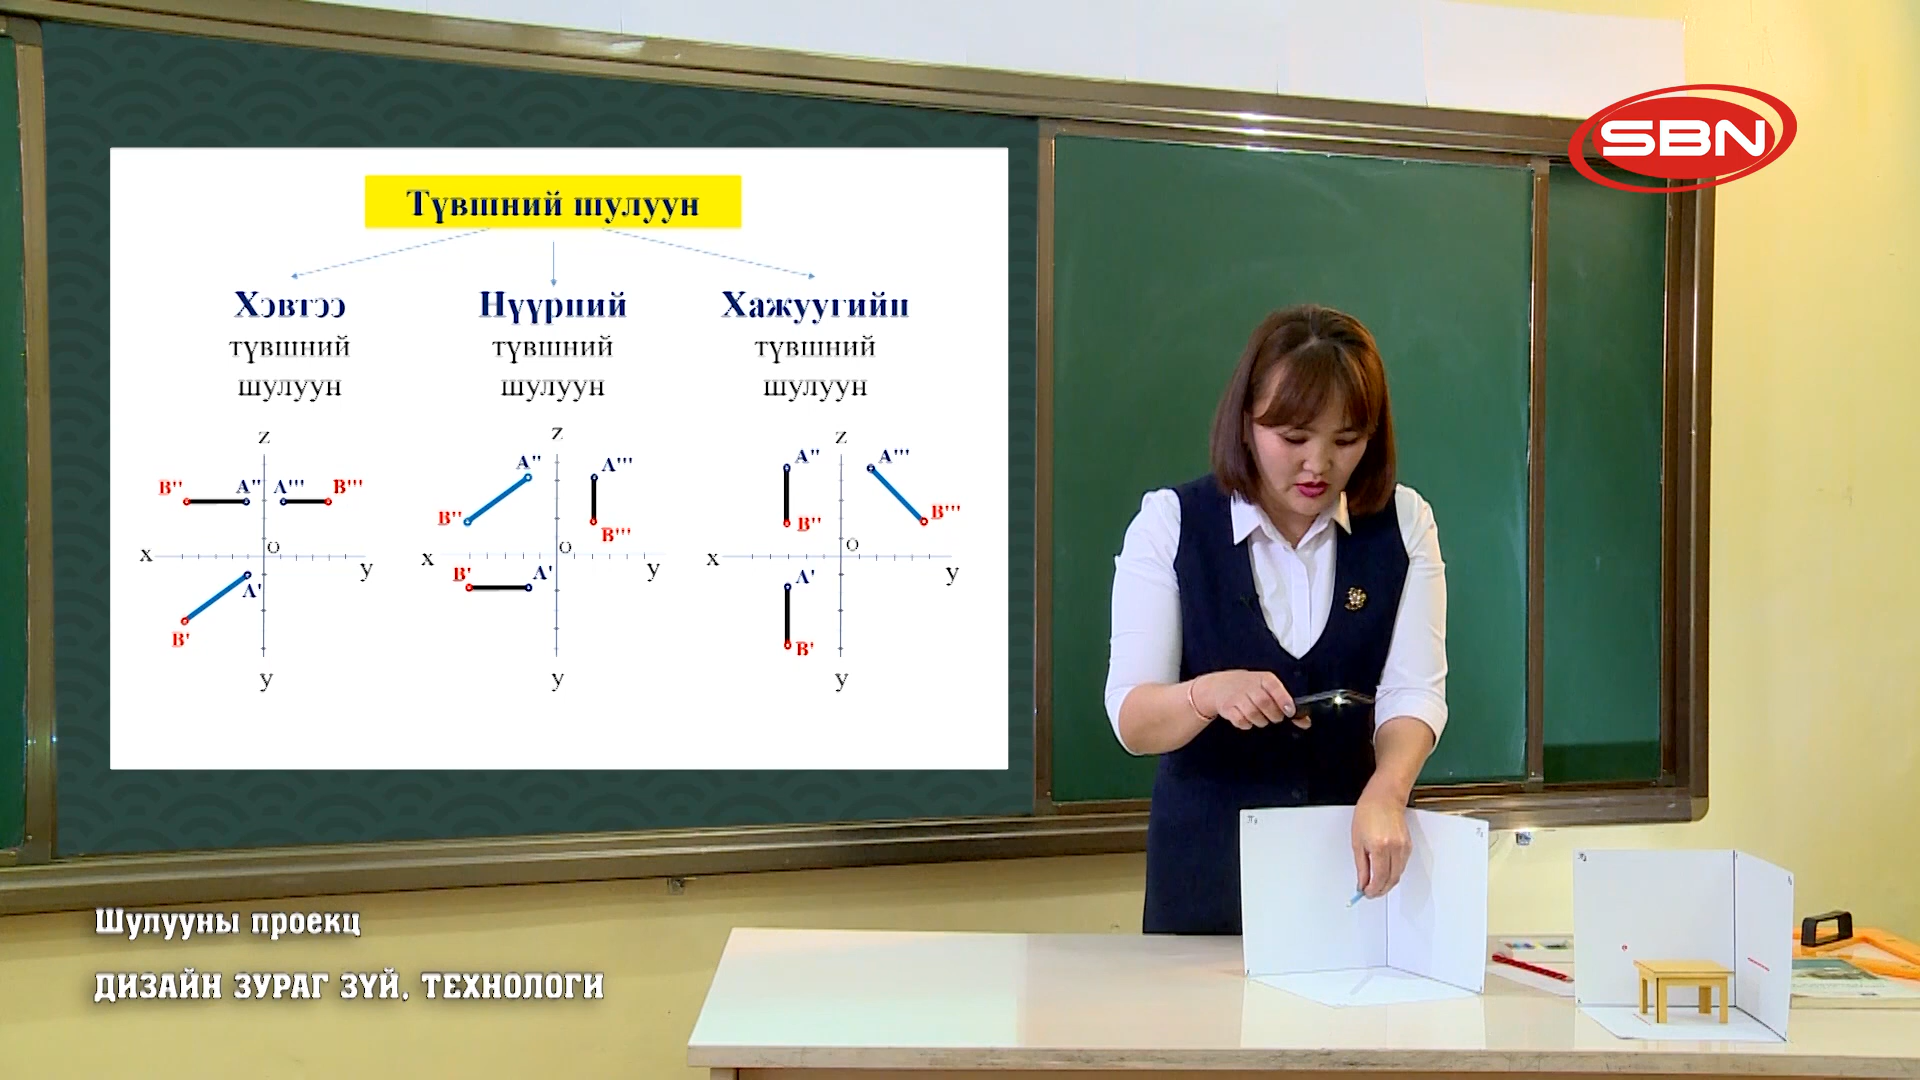 SBN
Түвшний шулуун
Хэвтээ
түвшний
шулуун
Нүүрний
түвшний
шулуун
Хажуугийн
түвшний
шулуун
z
B'' A'' A''' B'''
x O y
A'
B'
y
z
A'' A'''
B'' B'''
x O y
B' A'
y
z
A'' A'''
B'' B'''
x O y
A'
B'
y
Шулууны проекц
ДИЗАЙН ЗУРАГ ЗҮЙ, ТЕХНОЛОГИ